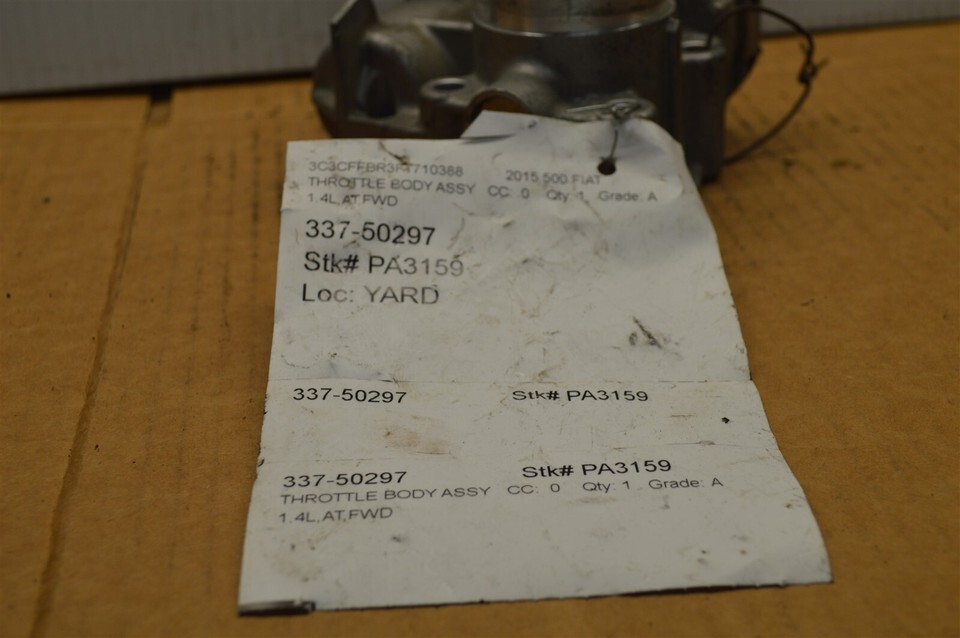 2015 500 FIAT
THROTTLE BODY ASSY CC: 0 Qty: 1 Grade: A
1.4L,AT,FWD
337-50297
Stk# PA3159
Loc: YARD
337-50297 Stk# PA3159
337-50297 Stk# PA3159
THROTTLE BODY ASSY CC: 0 Qty: 1 Grade: A
1.4L,AT,FWD